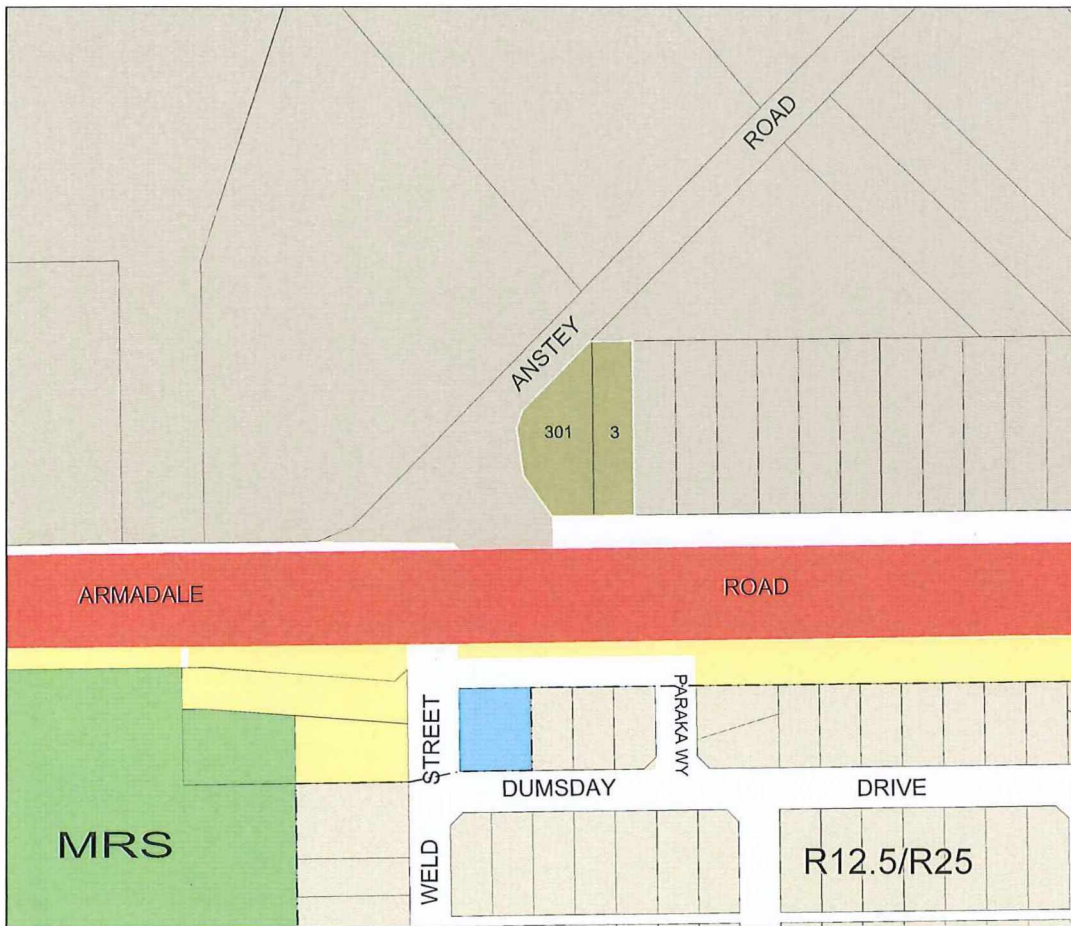 ROAD
ANSTEY
301
3
ARMADALE
ROAD
STREET
PARAKA WY
DUMSDAY
DRIVE
MRS
WELD
R12.5/R25